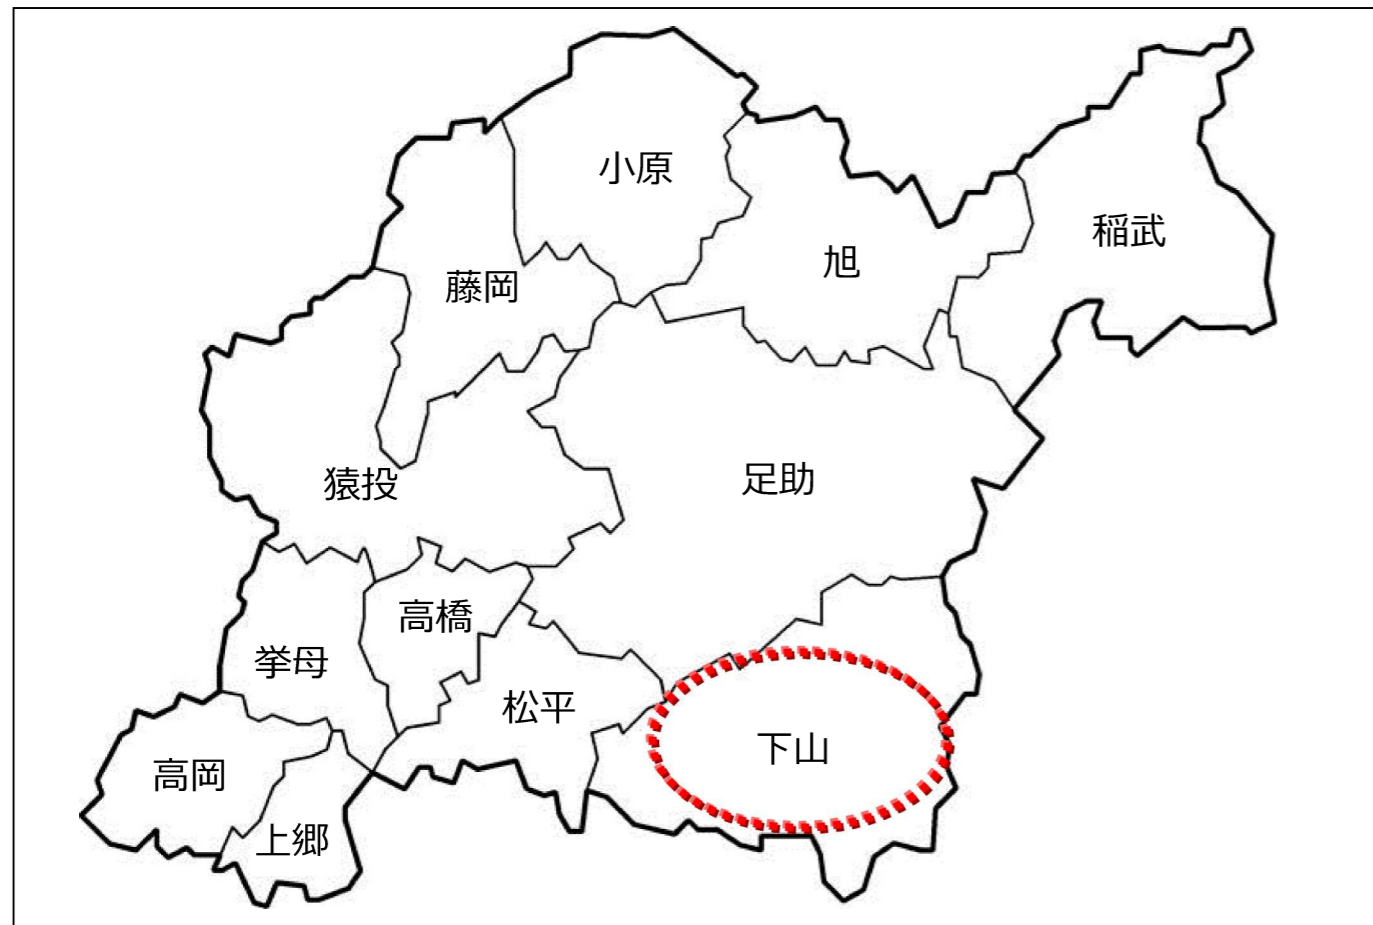 小原
稲武
旭
藤岡
足助
猿投
高橋
挙母
松平
下山
高岡
上郷